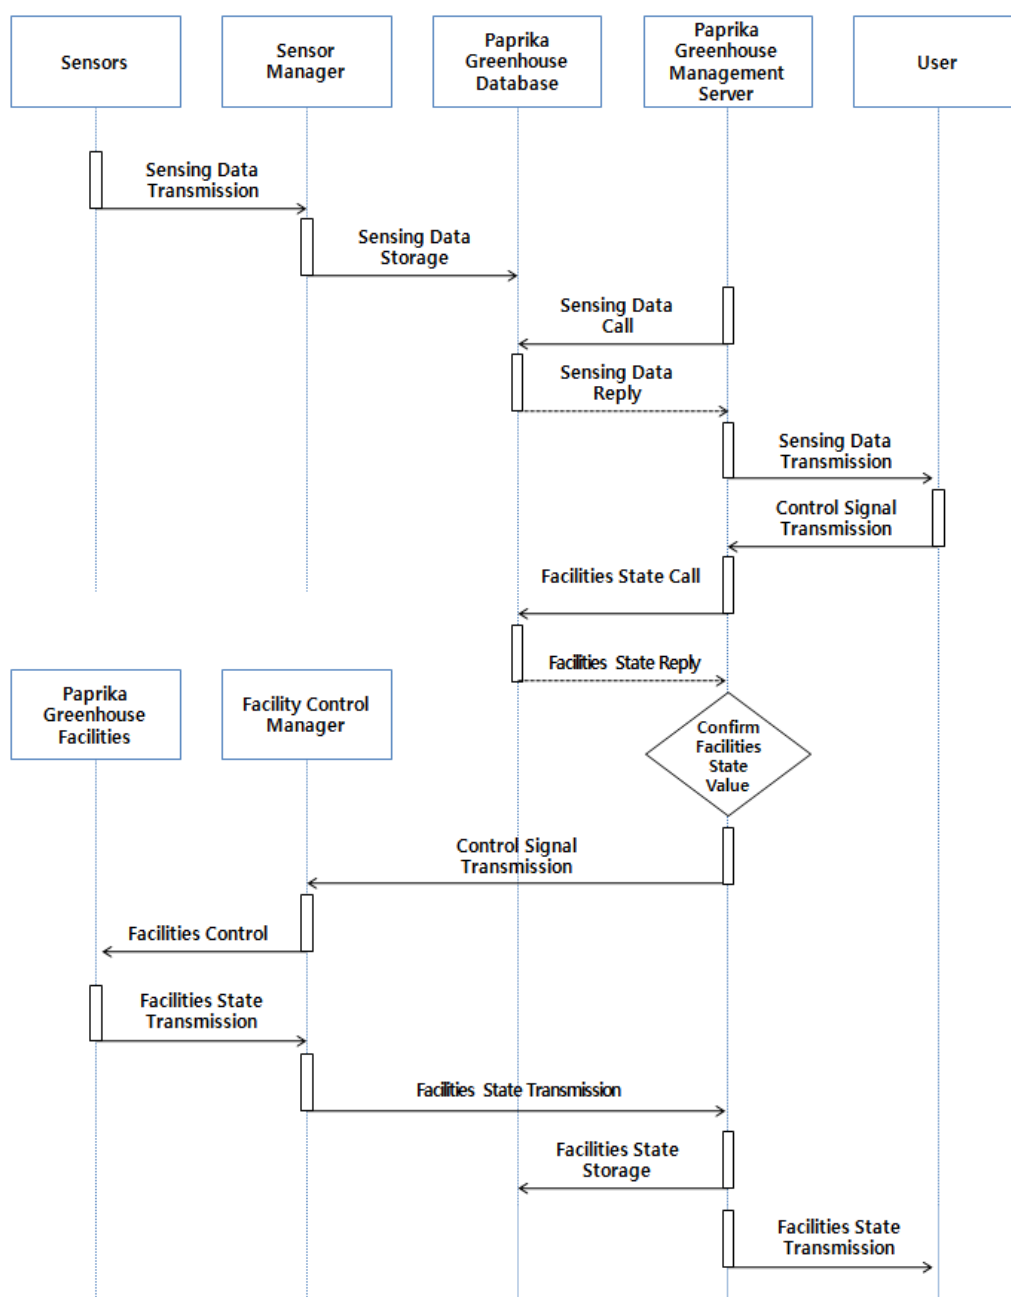 Sensors
Sensor
Manager
Paprika
Greenhouse
Database
Paprika
Greenhouse
Management
Server
User
Sensing Data
Transmission
Sensing Data
Storage
Sensing Data
Call
Sensing Data
Reply
Sensing Data
Transmission
Control Signal
Transmission
Facilities State Call
Facilities State Reply
Paprika
Greenhouse
Facilities
Facility Control
Manager
Confirm
Facilities
State
Value
Control Signal
Transmission
Facilities Control
Facilities State
Transmission
Facilities State Transmission
Facilities State
Storage
Facilities State
Transmission